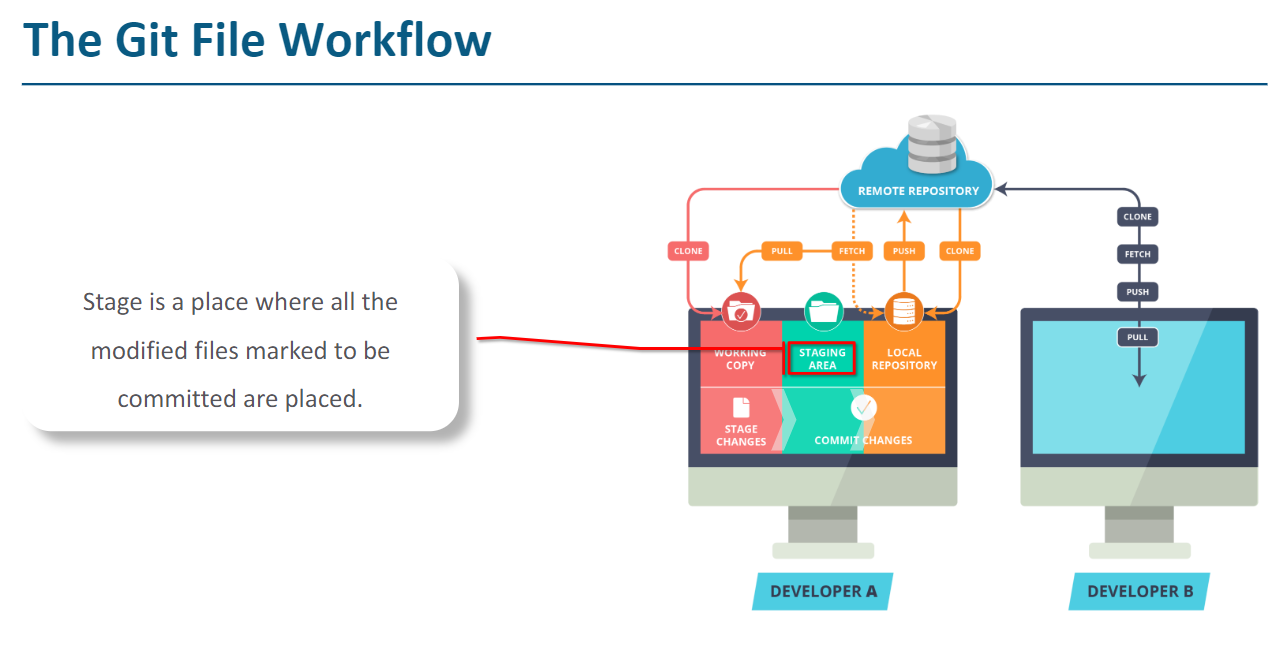 The Git File Workflow
REMOTE REPOSITORY
CLONE
PULL
FETCH
PUSH
CLONE
CLONE
FETCH
PUSH
PULL
Stage is a place where all the
modified files marked to be
committed are placed.
WORKING
COPY
STAGING
AREA
LOCAL
REPOSITORY
STAGE
CHANGES
COMMIT CHANGES
DEVELOPER A
DEVELOPER B